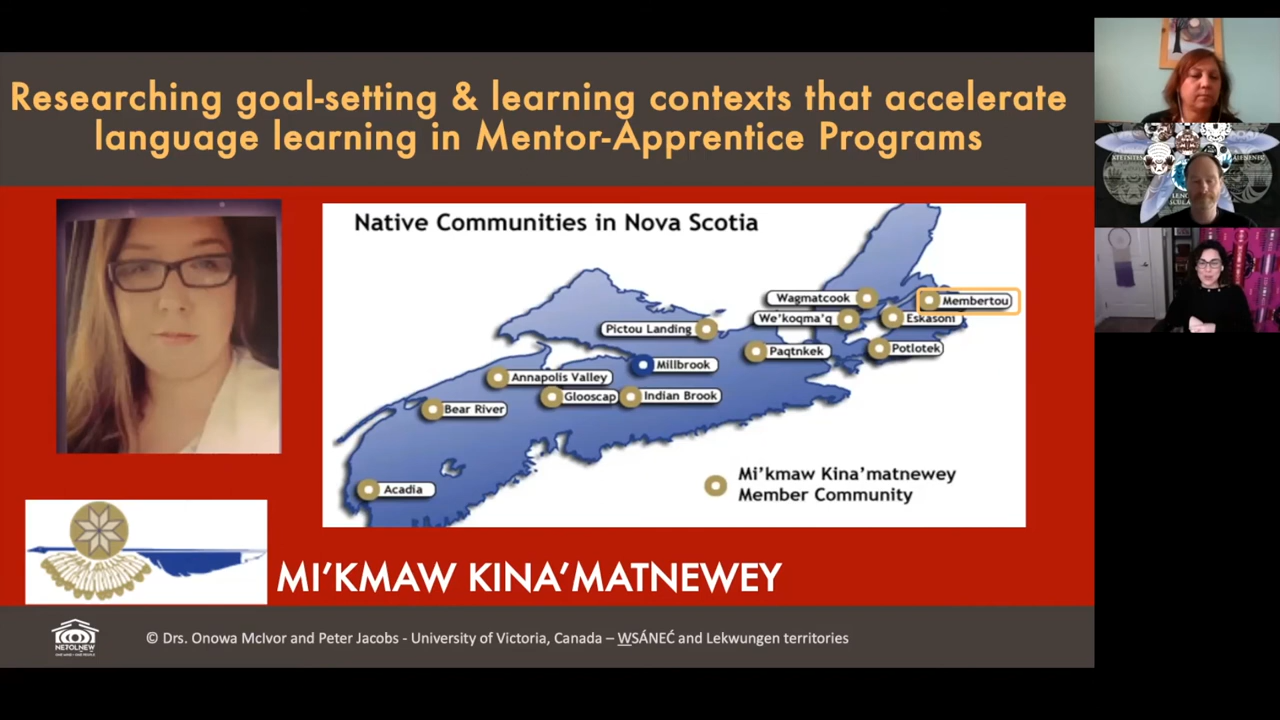 Researching goal-setting & learning contexts that accelerate
language learning in Mentor-Apprentice Programs
Native Communities in Nova Scotia
Wagmatcook
Membertou
We'koqma'q
Eskasoni
Pictou Landing
Paqtnkek
Potlotek
Millbrook
Annapolis Valley
Glooscap
Indian Brook
Bear River
Acadia
Mi'kmaw Kina'matnewey
Member Community
MI'KMAW KINA'MATNEWEY
NEȾOLṈEW
© Drs. Onowa McIvor and Peter Jacobs - University of Victoria, Canada – W̱SÁNEĆ and Lekwungen territories